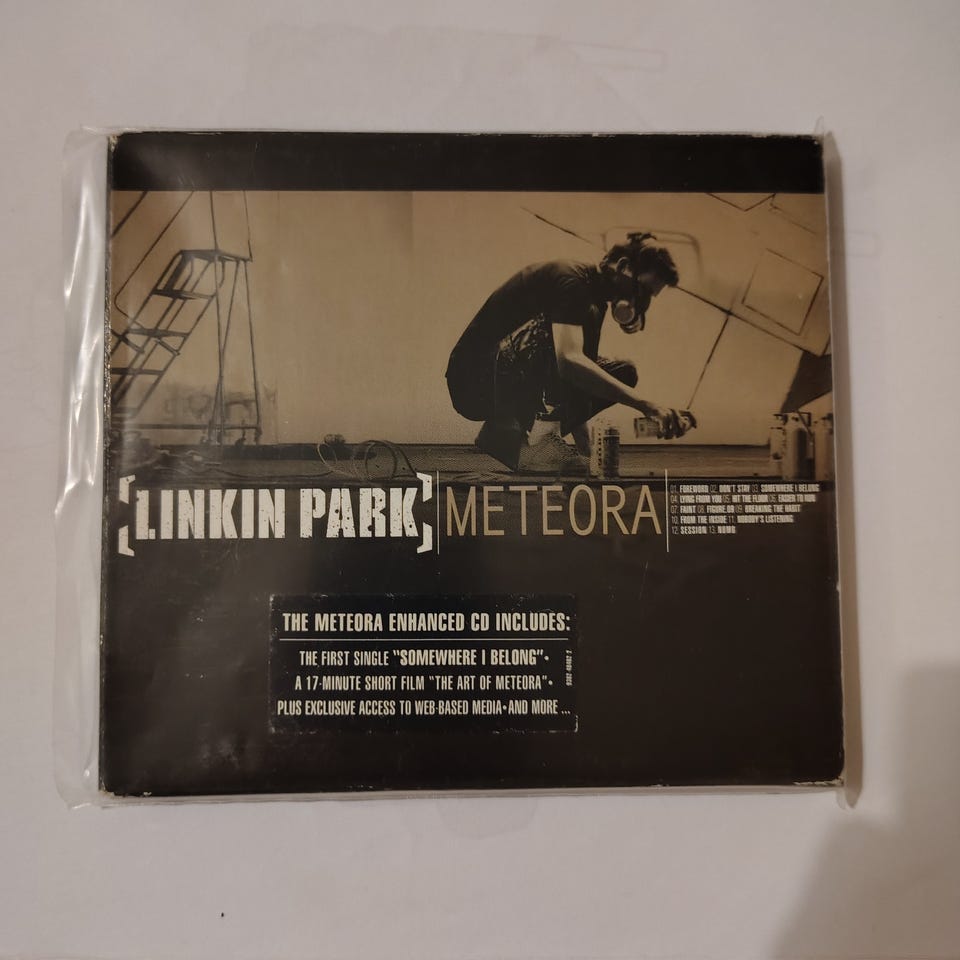 [LINKIN PARK] METEORA
01. FOREWORD 02. DON'T STAY 03. SOMEWHERE I BELONG
04. LYING FROM YOU 05. HIT THE FLOOR 06. EASIER TO RUN
07. FAINT 08. FIGURE.09 09. BREAKING THE HABIT
10. FROM THE INSIDE 11. NOBODY'S LISTENING
12. SESSION 13. NUMB
THE METEORA ENHANCED CD INCLUDES:
THE FIRST SINGLE "SOMEWHERE I BELONG"•
A 17-MINUTE SHORT FILM "THE ART OF METEORA"•
PLUS EXCLUSIVE ACCESS TO WEB-BASED MEDIA•AND MORE ...